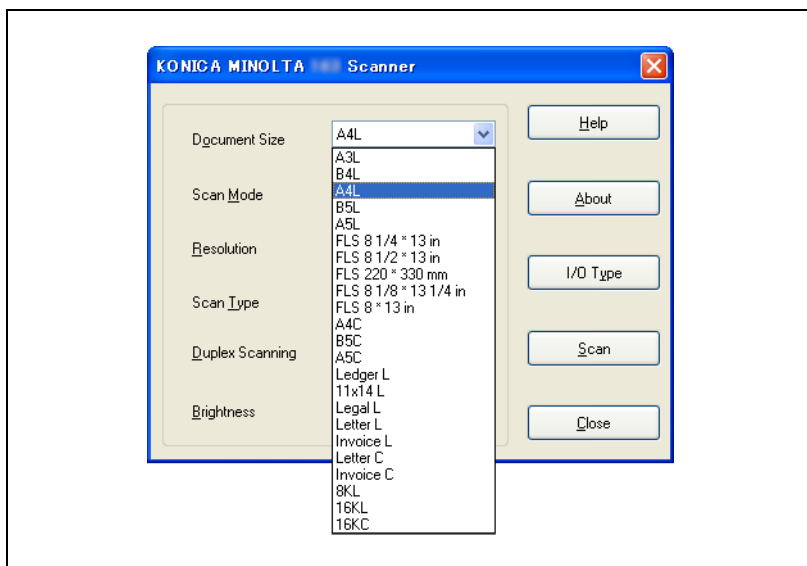 KONICA MINOLTA Scanner
Document Size
A4L
Help
A3L
B4L
A4L
B5L
A5L
FLS 8 1/4 * 13 in
FLS 8 1/2 * 13 in
FLS 220 * 330 mm
FLS 8 1/8 * 13 1/4 in
FLS 8 * 13 in
A4C
B5C
A5C
Ledger L
11x14 L
Legal L
Letter L
Invoice L
Letter C
Invoice C
8KL
16KL
16KC
Scan Mode
Resolution
Scan Type
Duplex Scanning
Brightness
About
I/O Type
Scan
Close